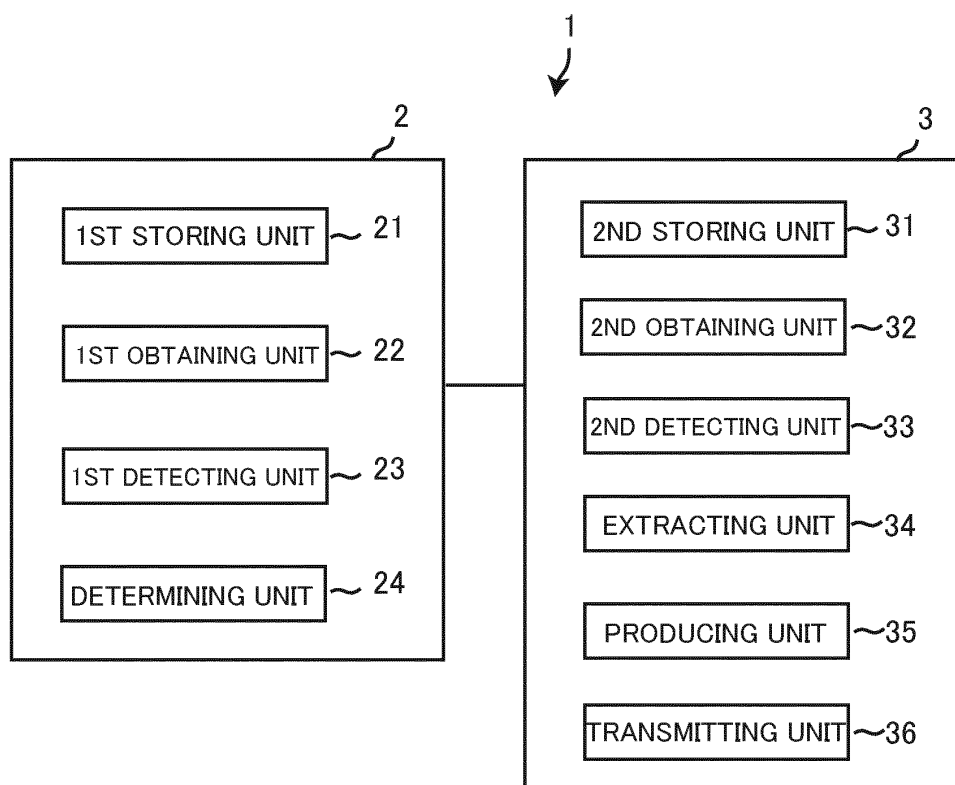 1
2
1ST STORING UNIT 21
1ST OBTAINING UNIT 22
1ST DETECTING UNIT 23
DETERMINING UNIT 24
3
2ND STORING UNIT 31
2ND OBTAINING UNIT 32
2ND DETECTING UNIT 33
EXTRACTING UNIT 34
PRODUCING UNIT 35
TRANSMITTING UNIT 36